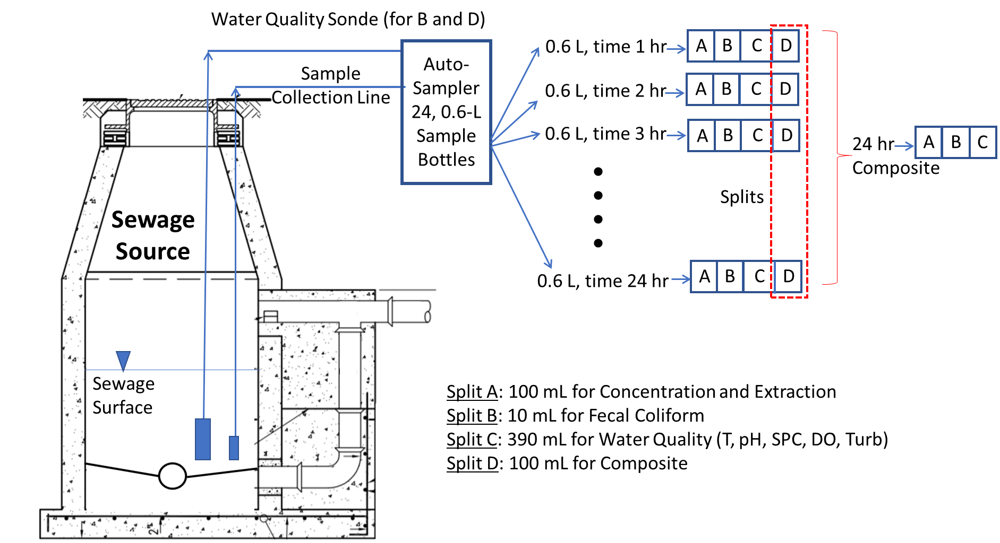 Water Quality Sonde (for B and D)
Sample
Collection Line
Auto-
Sampler
24, 0.6-L
Sample
Bottles
0.6 L, time 1 hr
A B C D
0.6 L, time 2 hr
A B C D
0.6 L, time 3 hr
A B C D
Splits
0.6 L, time 24 hr
A B C D
24 hr
Composite
A B C
Sewage
Source
Sewage
Surface
Split A: 100 mL for Concentration and Extraction
Split B: 10 mL for Fecal Coliform
Split C: 390 mL for Water Quality (T, pH, SPC, DO, Turb)
Split D: 100 mL for Composite